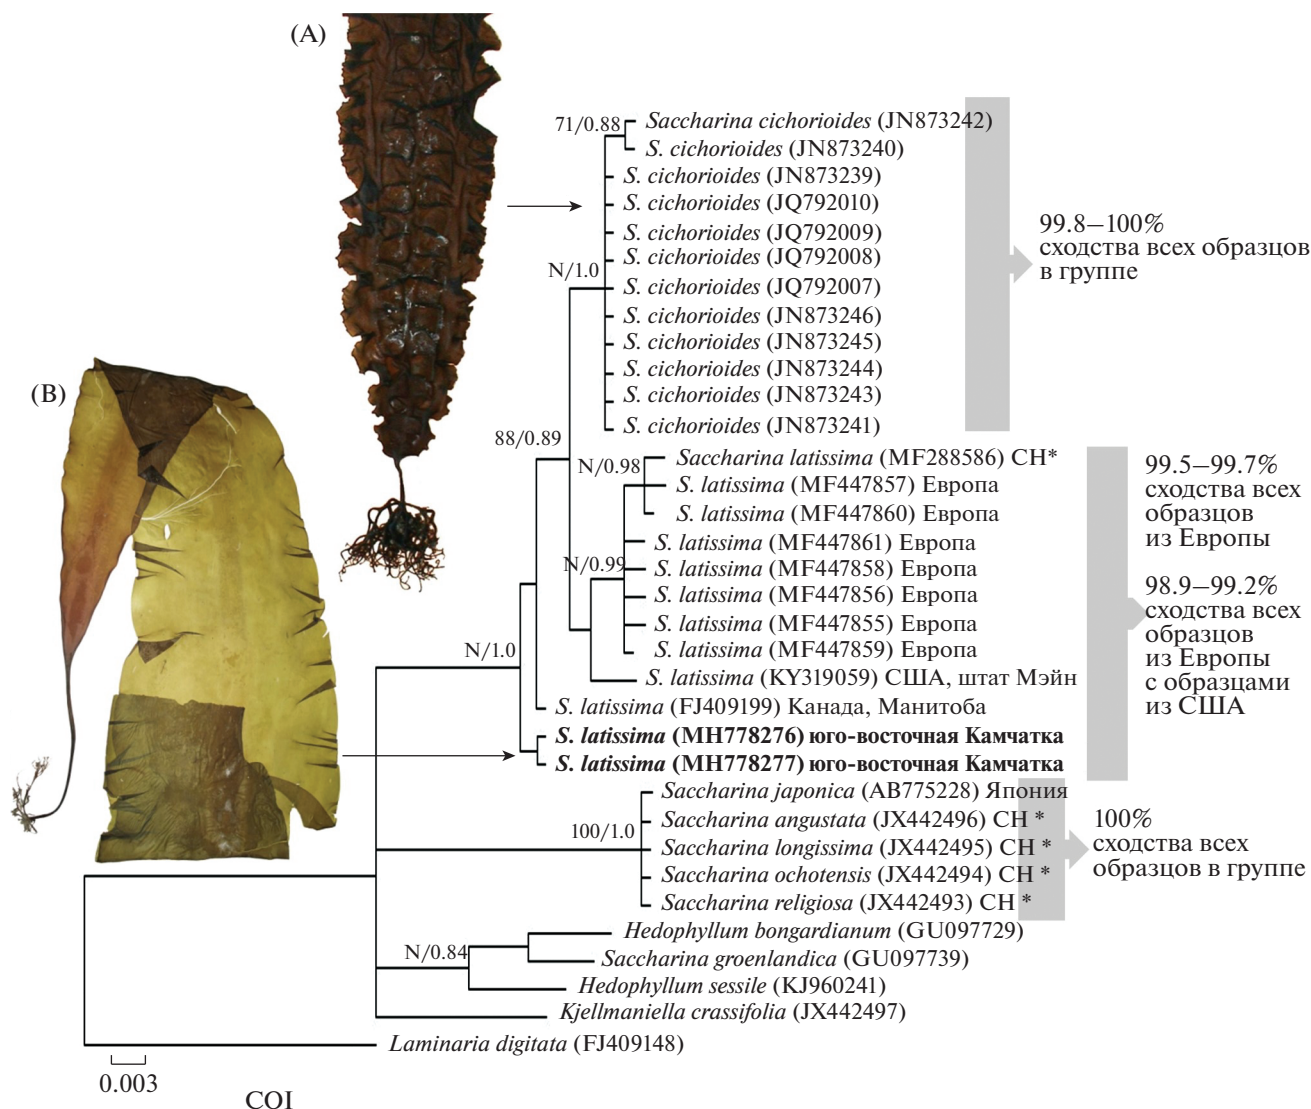 (A)
71/0.88
Saccharina cichorioides (JN873242)
S. cichorioides (JN873240)
S. cichorioides (JN873239)
S. cichorioides (JQ792010)
S. cichorioides (JQ792009)
S. cichorioides (JQ792008)
N/1.0
S. cichorioides (JQ792007)
S. cichorioides (JN873246)
S. cichorioides (JN873245)
S. cichorioides (JN873244)
S. cichorioides (JN873243)
S. cichorioides (JN873241)
99.8–100%
сходства всех образцов
в группе
(B)
88/0.89
N/0.98
Saccharina latissima (MF288586) CH*
S. latissima (MF447857) Европа
S. latissima (MF447860) Европа
S. latissima (MF447861) Европа
N/0.99
S. latissima (MF447858) Европа
S. latissima (MF447856) Европа
S. latissima (MF447855) Европа
S. latissima (MF447859) Европа
N/1.0
S. latissima (KY319059) США, штат Мэйн
S. latissima (FJ409199) Канада, Манитоба
S. latissima (MH778276) юго-восточная Камчатка
S. latissima (MH778277) юго-восточная Камчатка
99.5–99.7%
сходства всех
образцов
из Европы
98.9–99.2%
сходства всех
образцов
из Европы
с образцами
из США
Saccharina japonica (AB775228) Япония
Saccharina angustata (JX442496) CH *
100/1.0
Saccharina longissima (JX442495) CH *
Saccharina ochotensis (JX442494) CH *
Saccharina religiosa (JX442493) CH *
100%
сходства всех
образцов в группе
Hedophyllum bongardianum (GU097729)
N/0.84
Saccharina groenlandica (GU097739)
Hedophyllum sessile (KJ960241)
Kjellmaniella crassifolia (JX442497)
Laminaria digitata (FJ409148)
0.003
COI